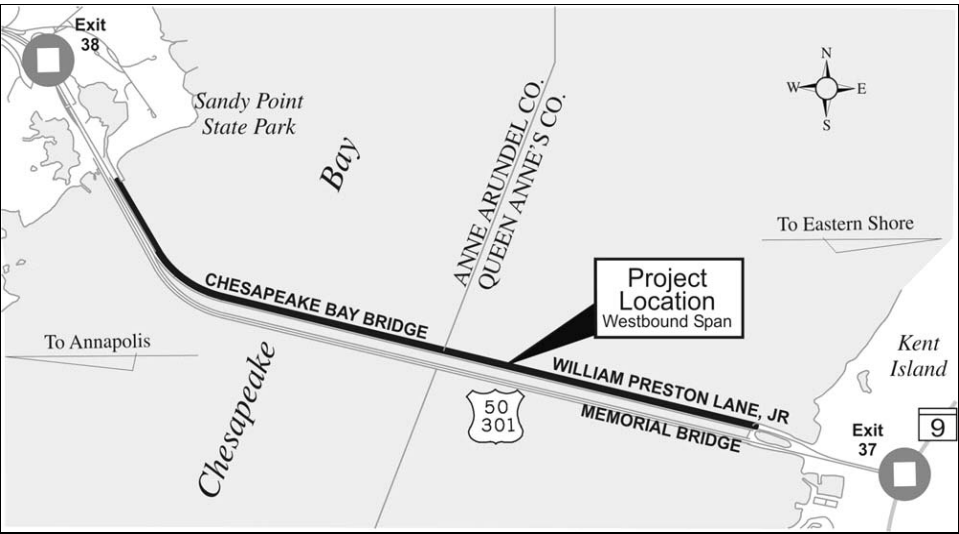 Exit
38
Sandy Point
State Park
Bay
ANNE ARUNDEL CO.
QUEEN ANNE'S CO.
N
W
E
S
To Eastern Shore
CHESAPEAKE BAY BRIDGE
Project
Location
Westbound Span
To Annapolis
Chesapeake
50
301
WILLIAM PRESTON LANE, JR
MEMORIAL BRIDGE
Kent
Island
Exit
37
9